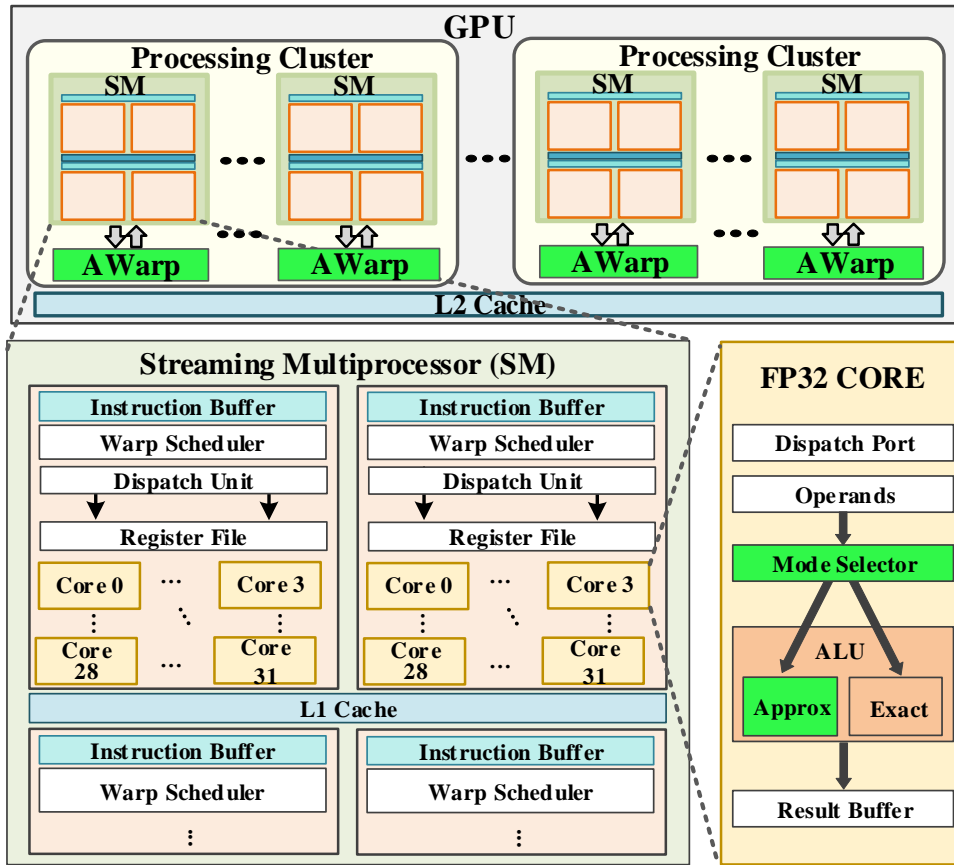 GPU
Processing Cluster
SM
SM
AWarp
AWarp
Processing Cluster
SM
SM
AWarp
AWarp
L2 Cache
Streaming Multiprocessor (SM)
Instruction Buffer
Warp Scheduler
Dispatch Unit
Register File
Core 0 ... Core 3
Core
28
...
Core
31
Instruction Buffer
Warp Scheduler
Dispatch Unit
Register File
Core 0 ... Core 3
Core
28
...
Core
31
L1 Cache
Instruction Buffer
Warp Scheduler
Instruction Buffer
Warp Scheduler
FP32 CORE
Dispatch Port
Operands
Mode Selector
ALU
Approx
Exact
Result Buffer